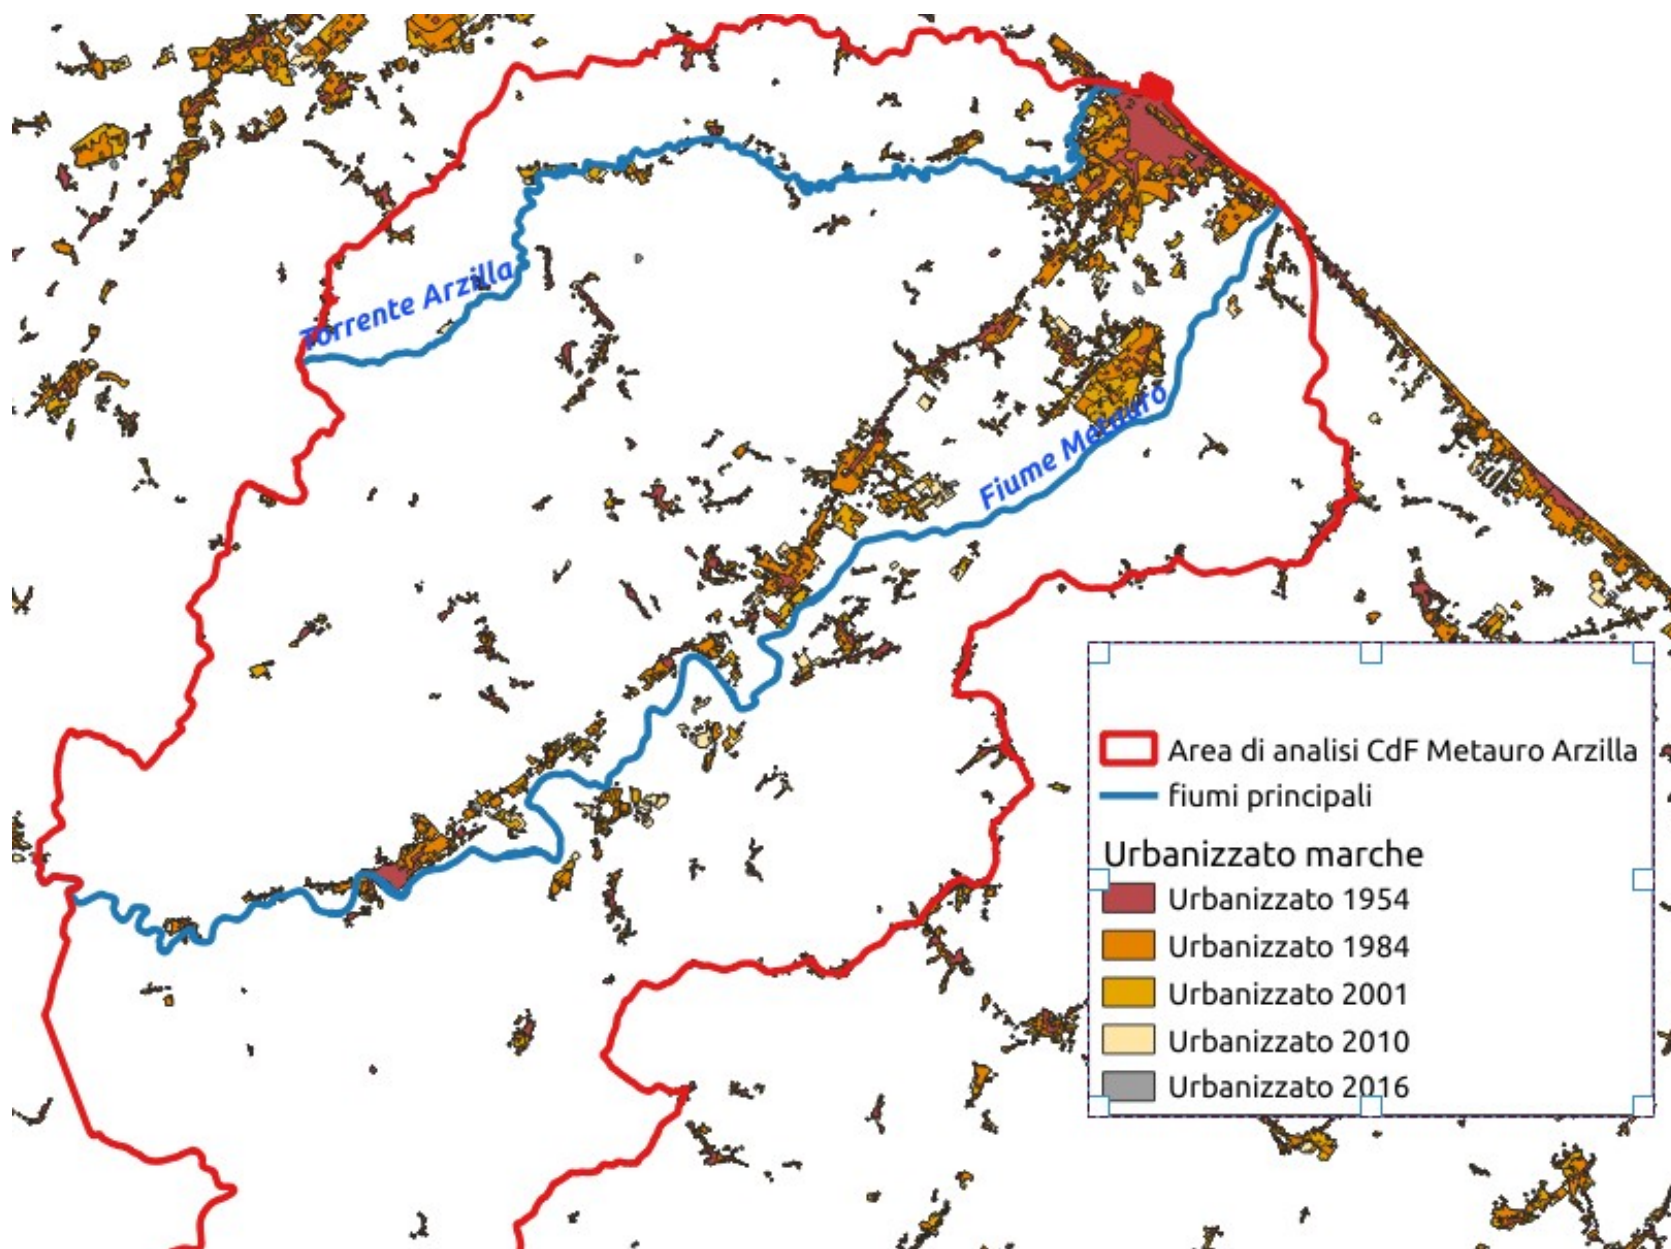 Torrente Arzilla
Fiume Metauro
Area di analisi CdF Metauro Arzilla
fiumi principali
Urbanizzato marche
Urbanizzato 1954
Urbanizzato 1984
Urbanizzato 2001
Urbanizzato 2010
Urbanizzato 2016